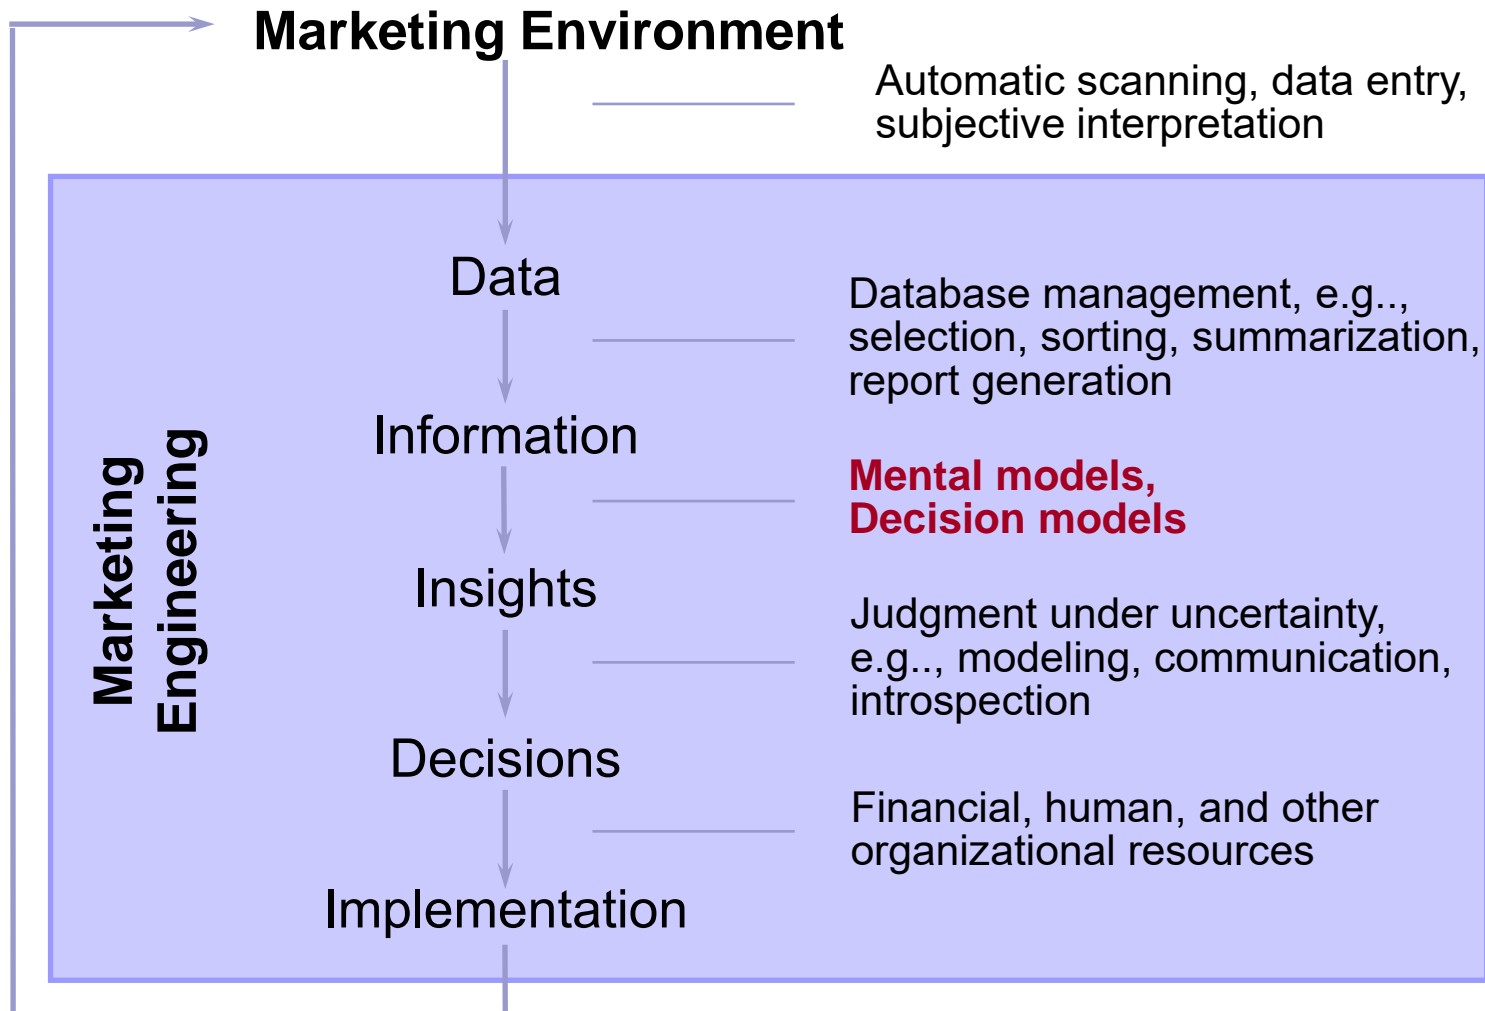 Marketing Environment
Automatic scanning, data entry,
subjective interpretation
Data
Database management, e.g..,
selection, sorting, summarization,
report generation
Information
Mental models,
Decision models
Marketing
Engineering
Insights
Judgment under uncertainty,
e.g.., modeling, communication,
introspection
Decisions
Financial, human, and other
organizational resources
Implementation